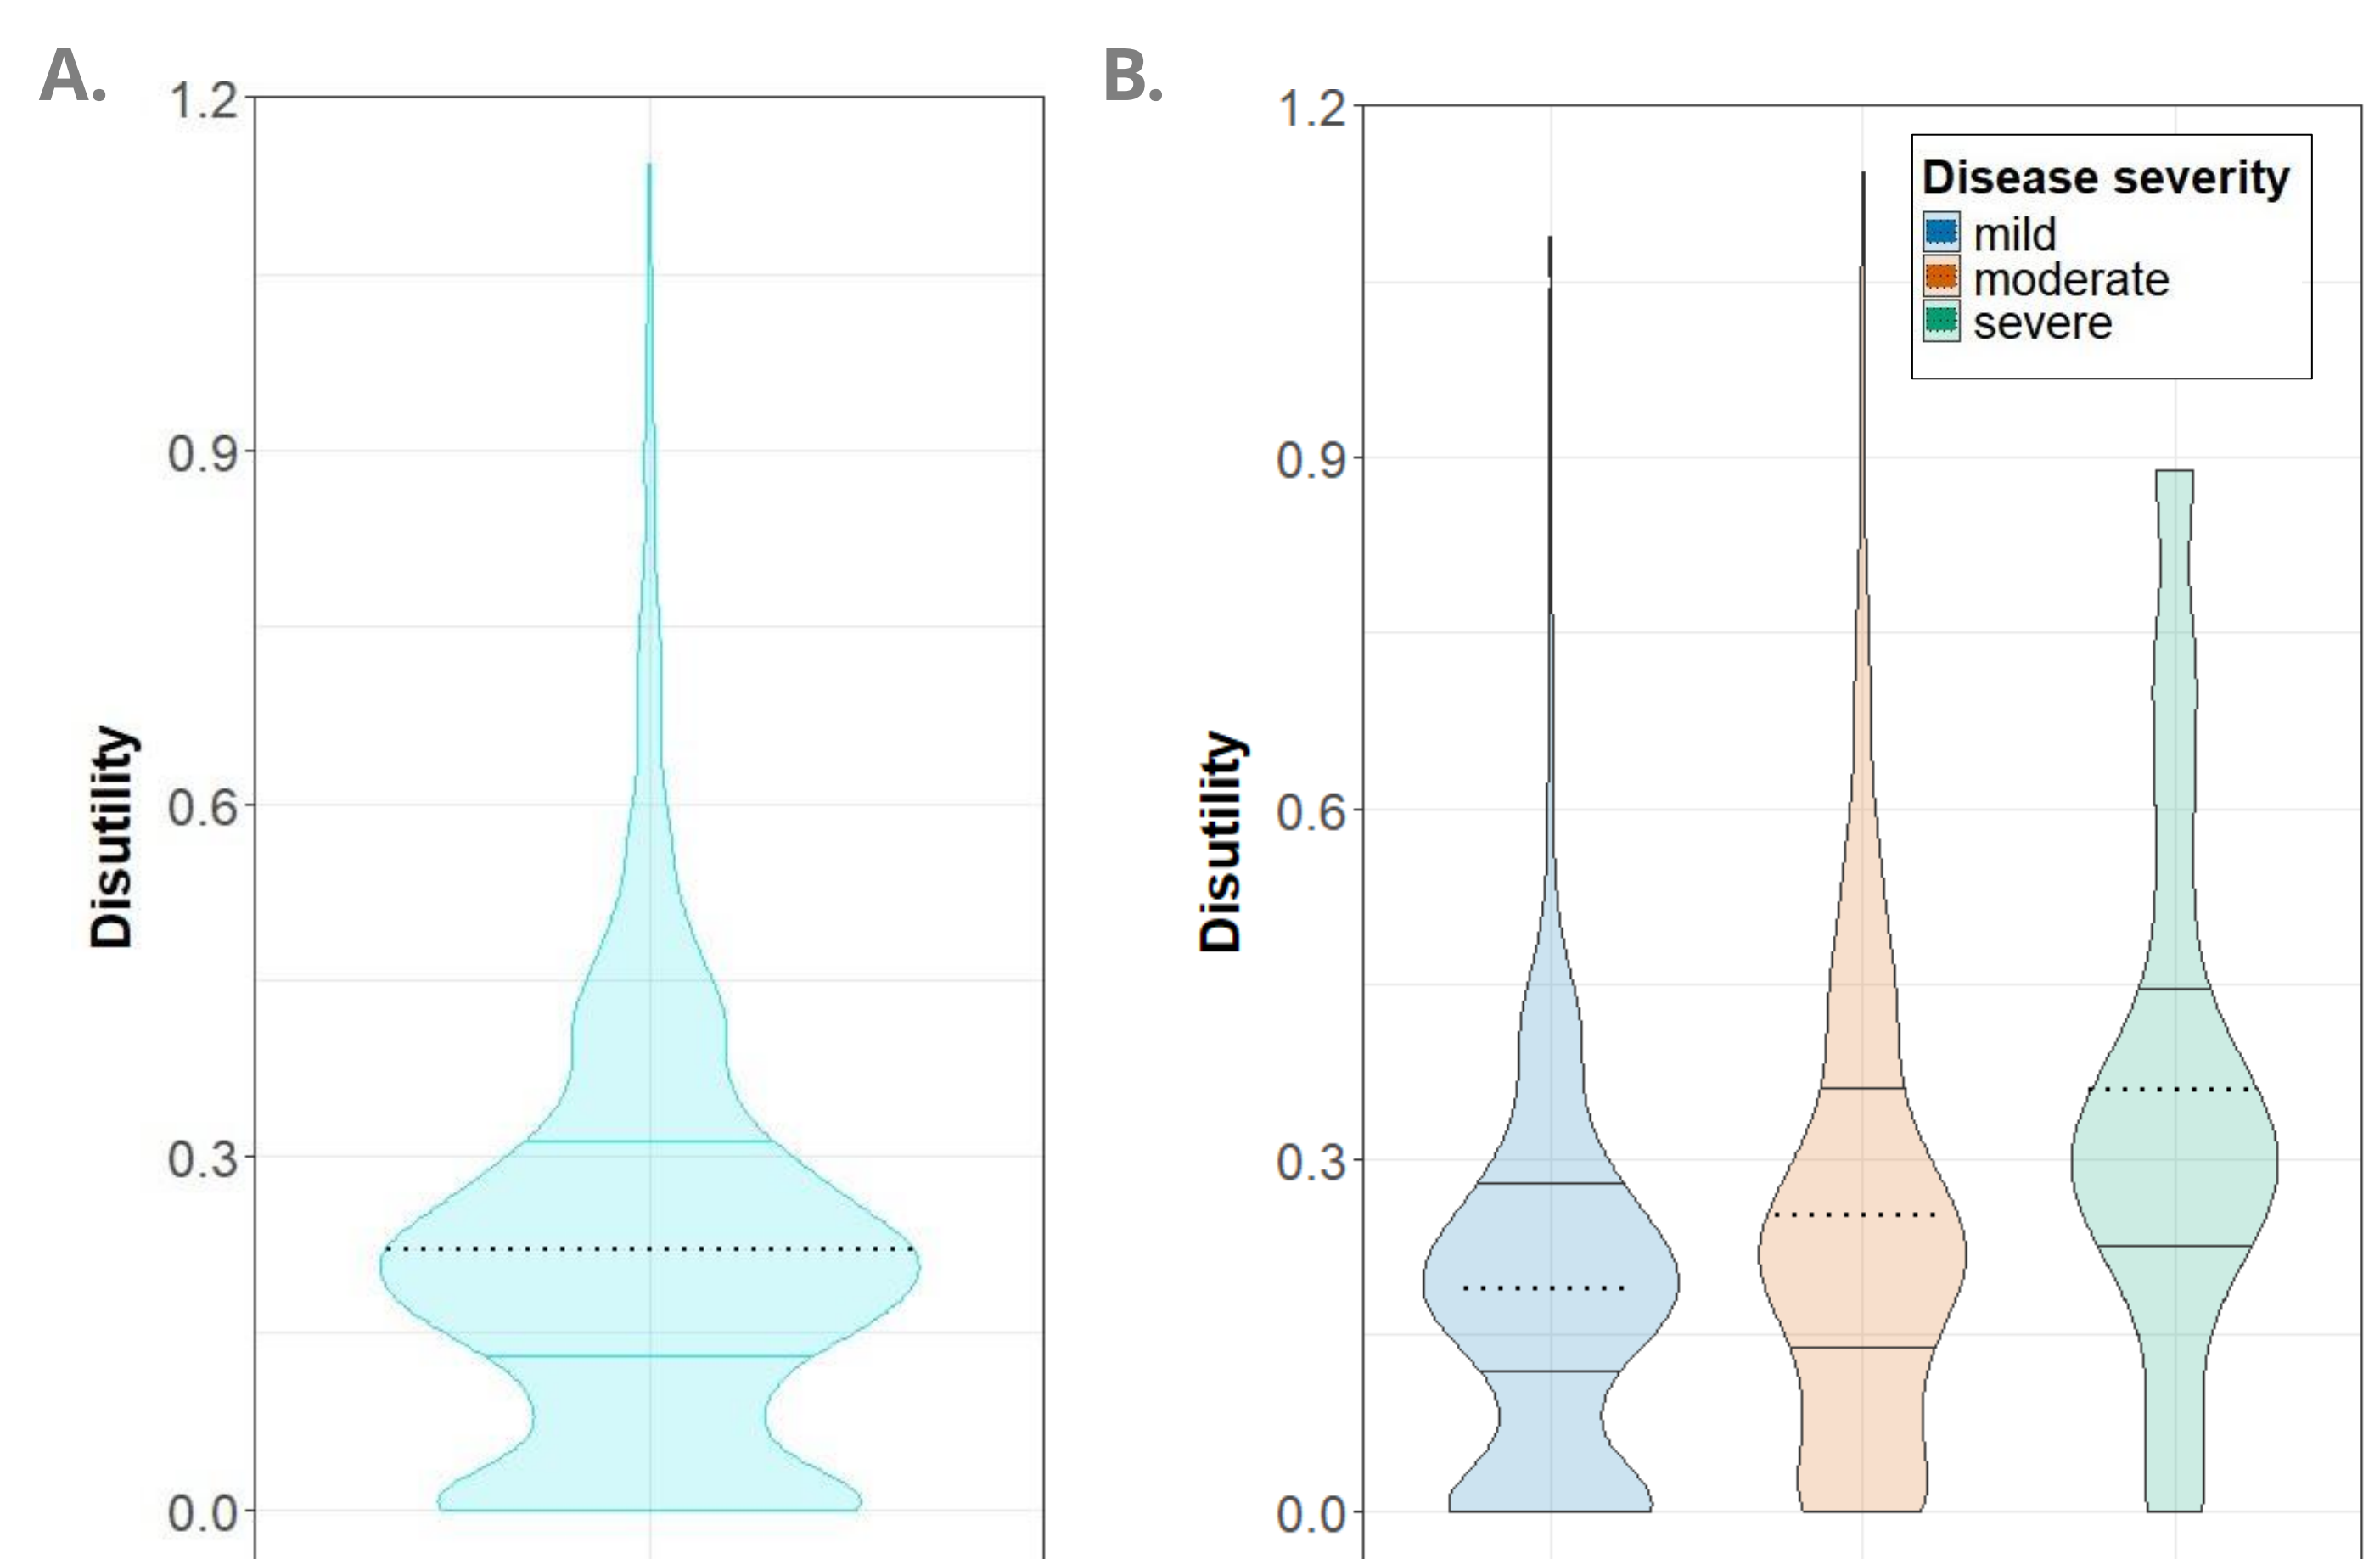 A.
1.2
0.9
0.6
0.3
0.0
Disutility
B.
1.2
0.9
0.6
0.3
0.0
Disutility
Disease severity
mild
moderate
severe